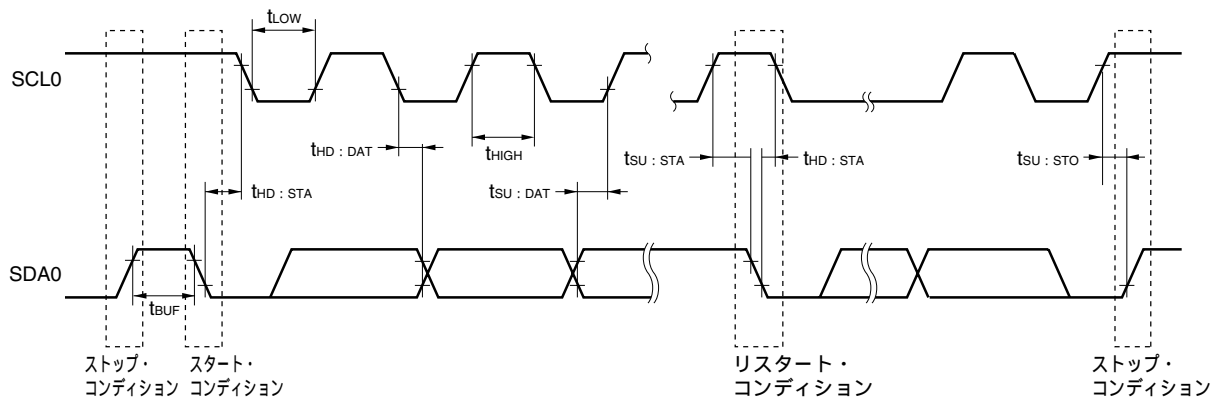 tLOW
SCL0
tHD : DAT
tHIGH
tSU : STA
tHD : STA
tSU : STO
tHD : STA
tSU : DAT
SDA0
tBUF
ストップ・
コンディション
スタート・
コンディション
リスタート・
コンディション
ストップ・
コンディション